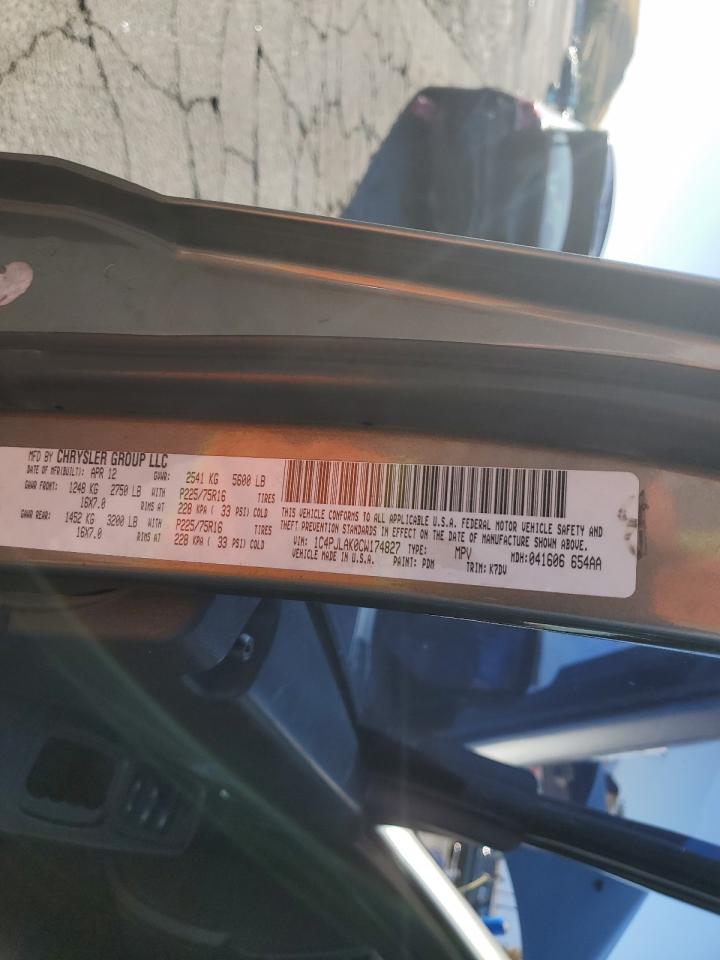 MFD BY CHRYSLER GROUP LLC
DATE OF MFR(BUILT): APR 12 GVWR: 2541 KG 5600 LB
GAWR FRONT: 1248 KG 2750 LB WITH P225/75R16 TIRES
16X7.0 RIMS AT 228 KPA ( 33 PSI) COLD
GAWR REAR: 1452 KG 3200 LB WITH P225/75R16 TIRES
16X7.0 RIMS AT 228 KPA ( 33 PSI) COLD
THIS VEHICLE CONFORMS TO ALL APPLICABLE U.S.A. FEDERAL MOTOR VEHICLE SAFETY AND
THEFT PREVENTION STANDARDS IN EFFECT ON THE DATE OF MANUFACTURE SHOWN ABOVE.
VIN: 1C4PJLAK0CW174827 TYPE: MPV MDH:041606 654AA
VEHICLE MADE IN U.S.A. PAINT: PDM TRIM: K7DV